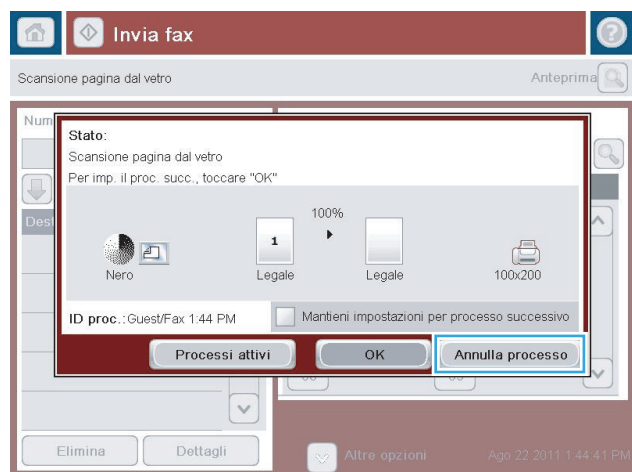 Invia fax
Scansione pagina dal vetro
Anteprima
Num
Stato:
Scansione pagina dal vetro
Per imp. il proc. succ., toccare "OK"
Dest
100%
1
Nero
Legale
Legale
100x200
ID proc.:Guest/Fax 1:44 PM
Mantieni impostazioni per processo successivo
Processi attivi
OK
Annulla processo
Elimina
Dettagli
Altre opzioni
Ago 22 2011 1:44:41 PM